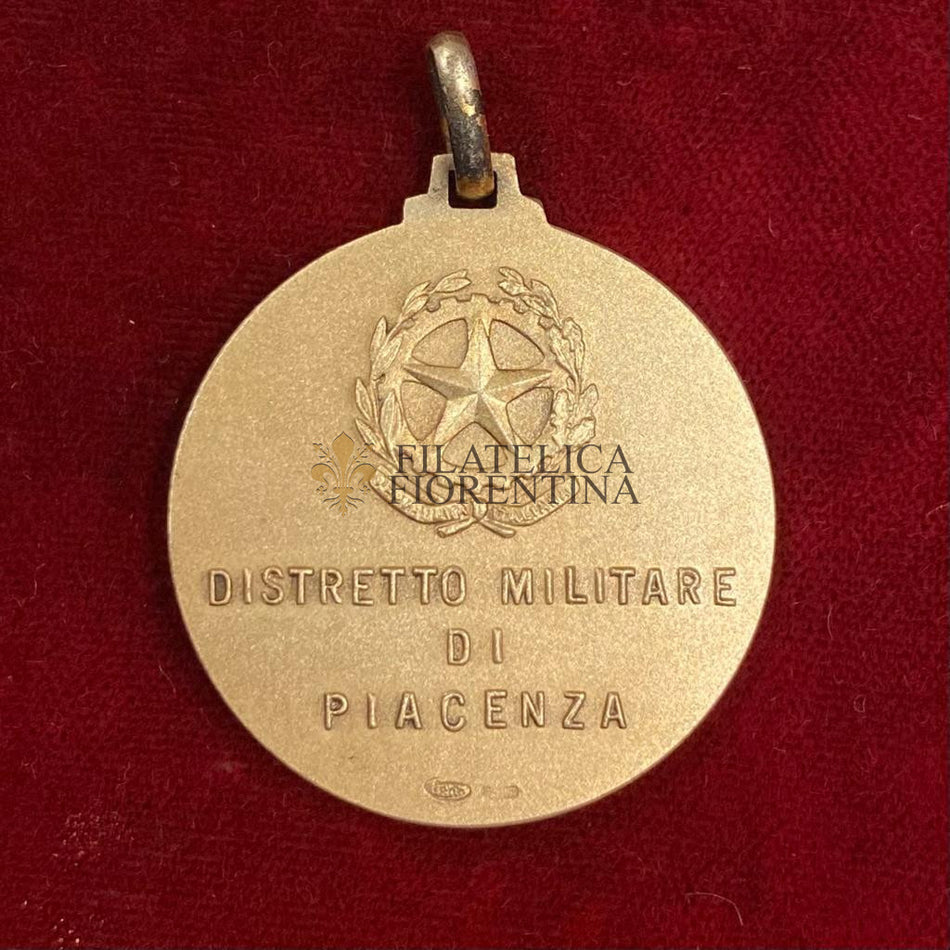 FILATELICA
FIORENTINA
DISTRETTO MILITARE
DI
PIACENZA